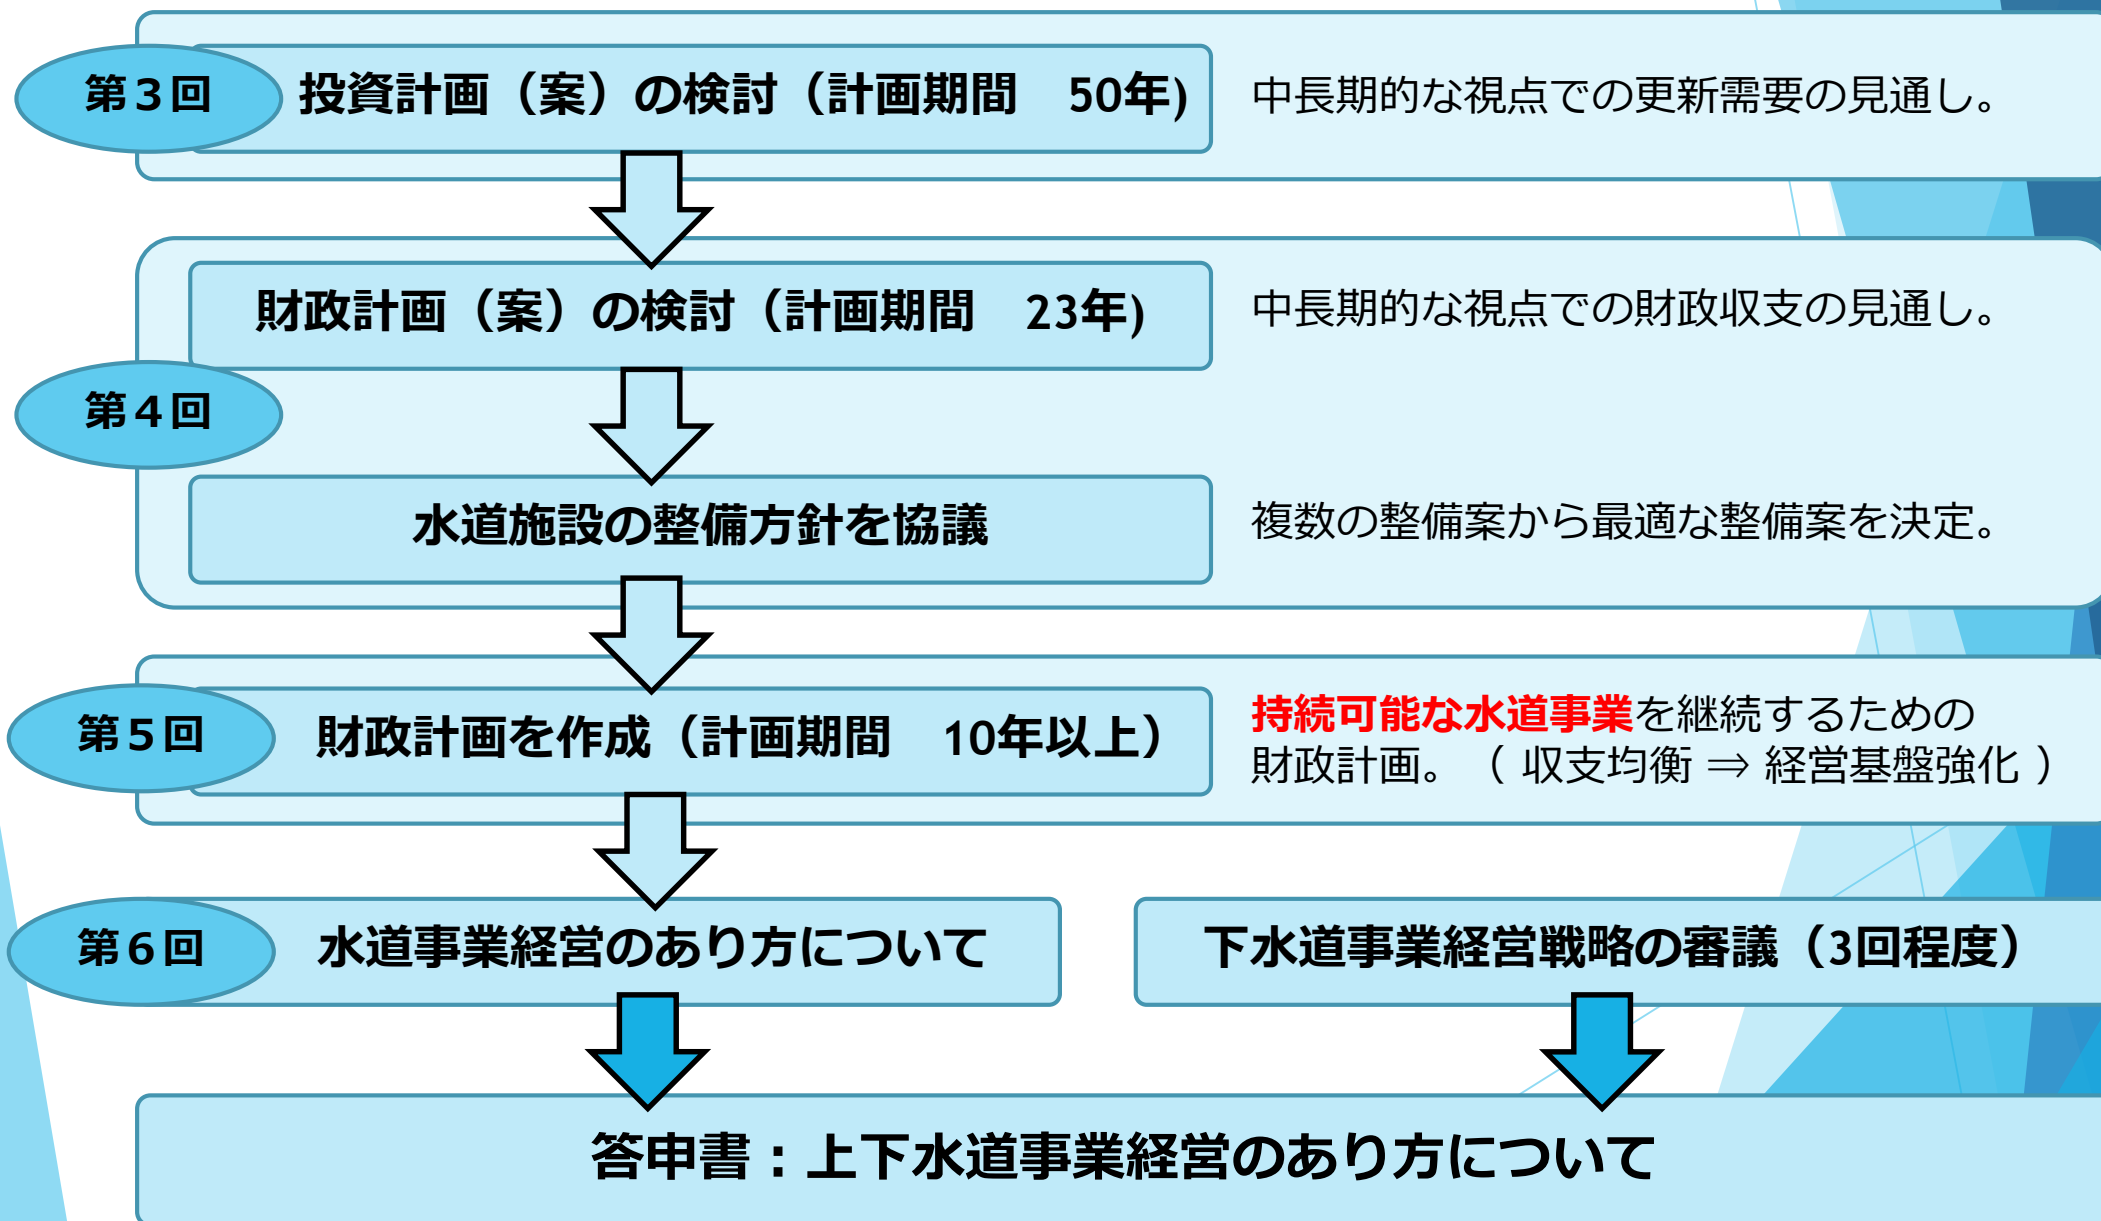 第３回
投資計画（案）の検討（計画期間　50年)
中長期的な視点での更新需要の見通し。
財政計画（案）の検討（計画期間　23年)
中長期的な視点での財政収支の見通し。
第４回
水道施設の整備方針を協議
複数の整備案から最適な整備案を決定。
第５回
財政計画を作成（計画期間　10年以上）
持続可能な水道事業を継続するための
財政計画。（ 収支均衡 ⇒ 経営基盤強化 ）
第６回
水道事業経営のあり方について
下水道事業経営戦略の審議（3回程度）
答申書：上下水道事業経営のあり方について